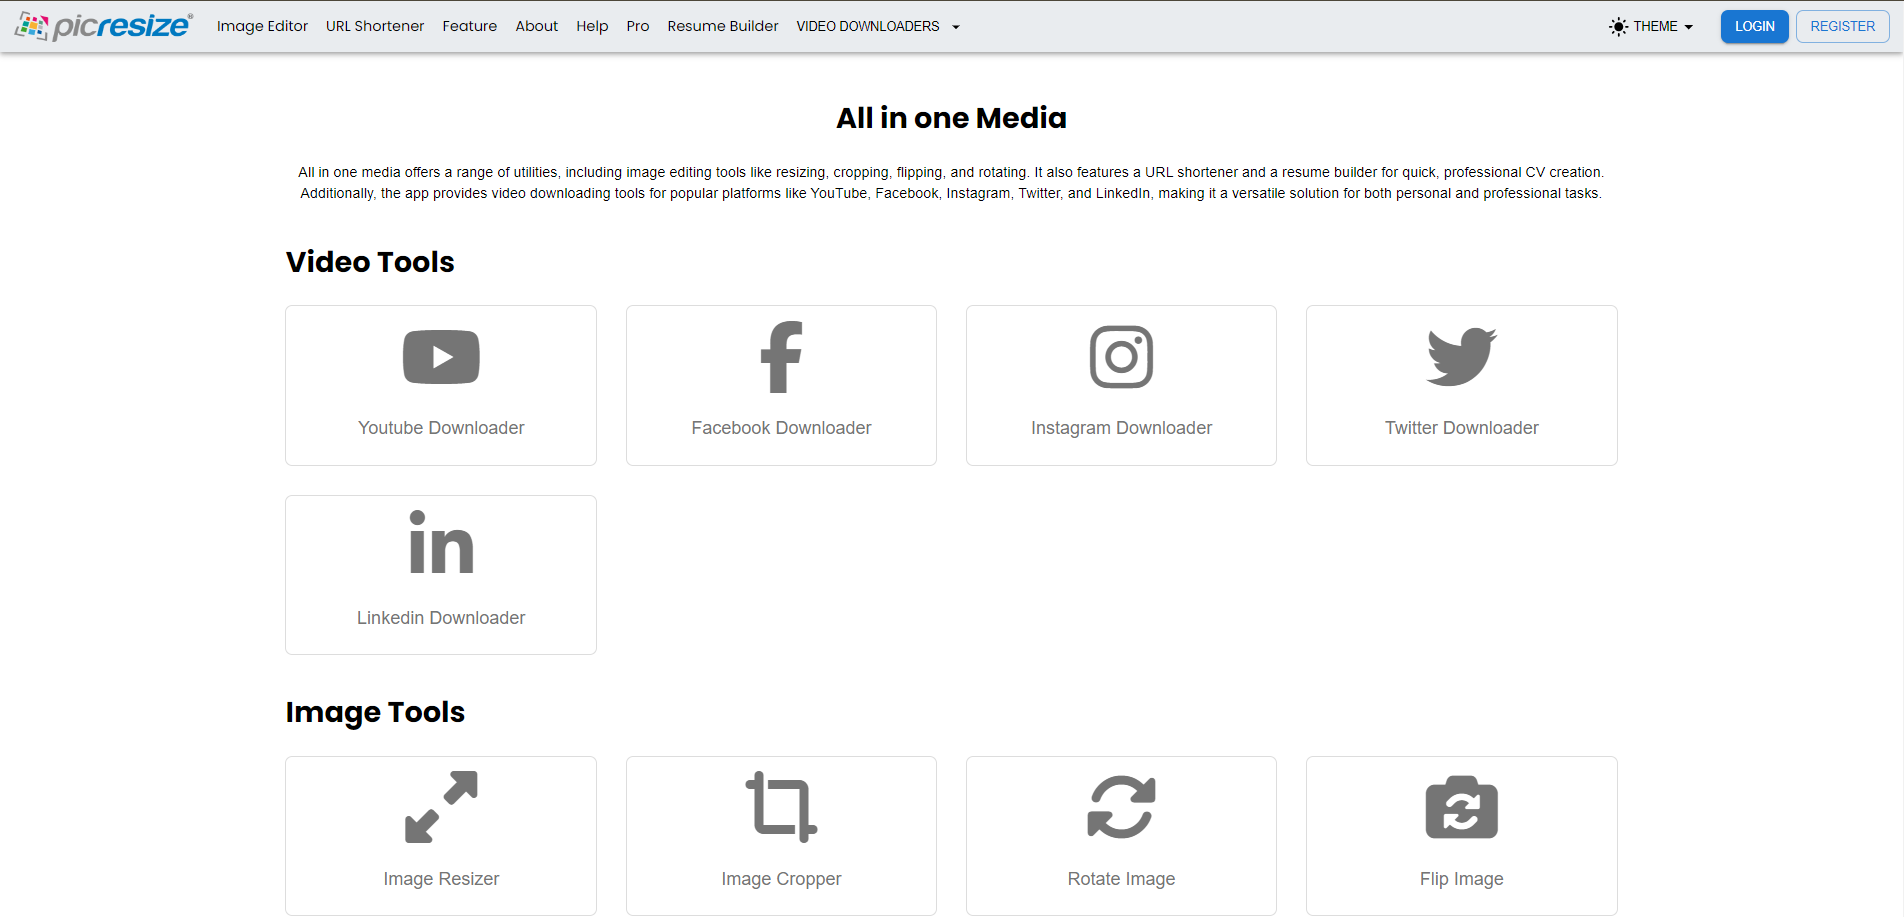 picresize®
Image Editor URL Shortener Feature About Help Pro Resume Builder VIDEO DOWNLOADERS THEME LOGIN REGISTER
All in one Media
All in one media offers a range of utilities, including image editing tools like resizing, cropping, flipping, and rotating. It also features a URL shortener and a resume builder for quick, professional CV creation.
Additionally, the app provides video downloading tools for popular platforms like YouTube, Facebook, Instagram, Twitter, and LinkedIn, making it a versatile solution for both personal and professional tasks.
Video Tools
Youtube Downloader
Facebook Downloader
Instagram Downloader
Twitter Downloader
in
Linkedin Downloader
Image Tools
Image Resizer
Image Cropper
Rotate Image
Flip Image